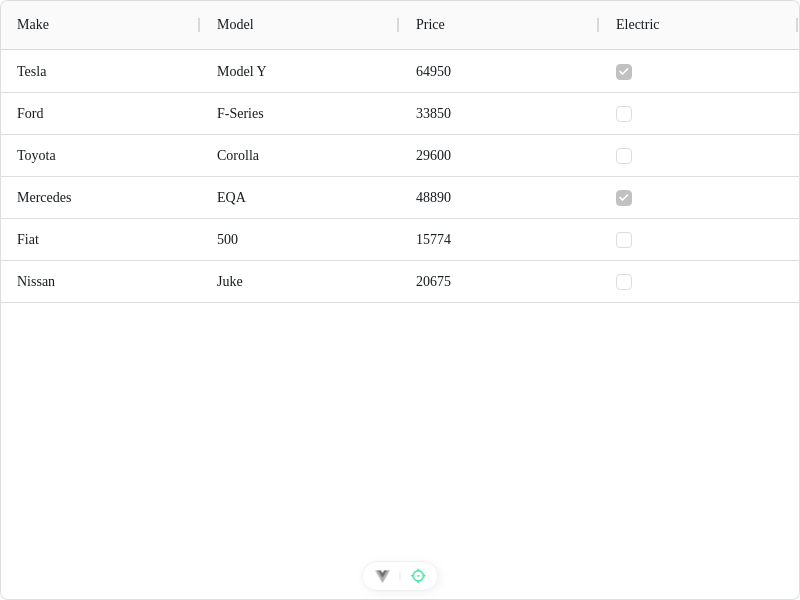 Make Model Price Electric
Tesla Model Y 64950
Ford F-Series 33850
Toyota Corolla 29600
Mercedes EQA 48890
Fiat 500 15774
Nissan Juke 20675